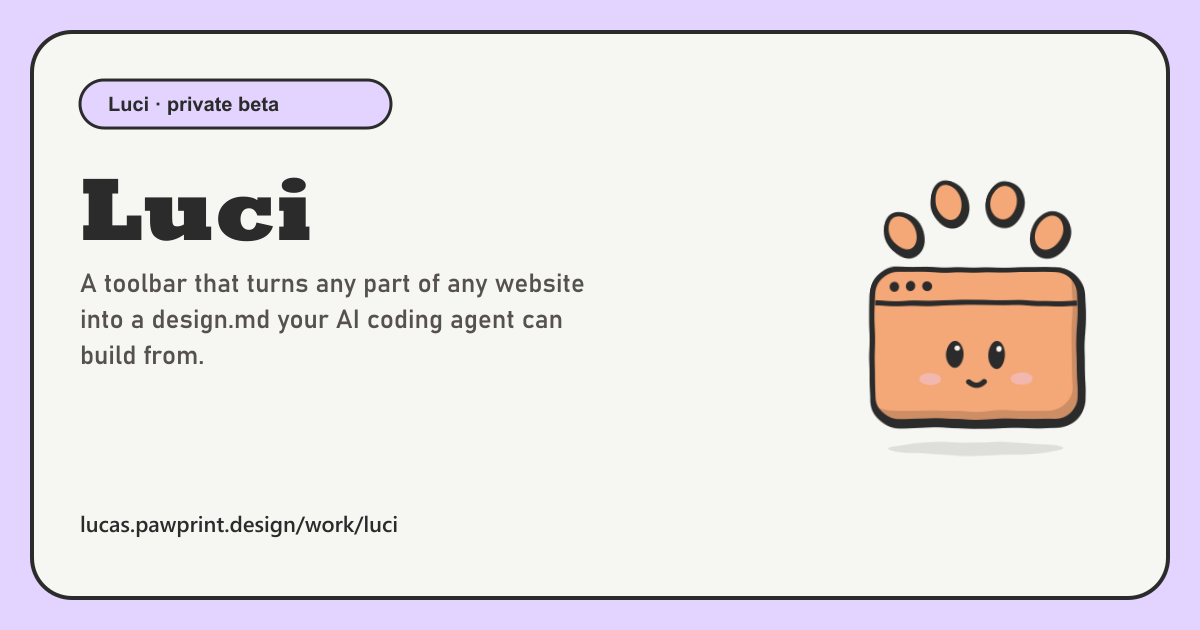 Luci · private beta
Luci
A toolbar that turns any part of any website
into a design.md your AI coding agent can
build from.
lucas.pawprint.design/work/luci